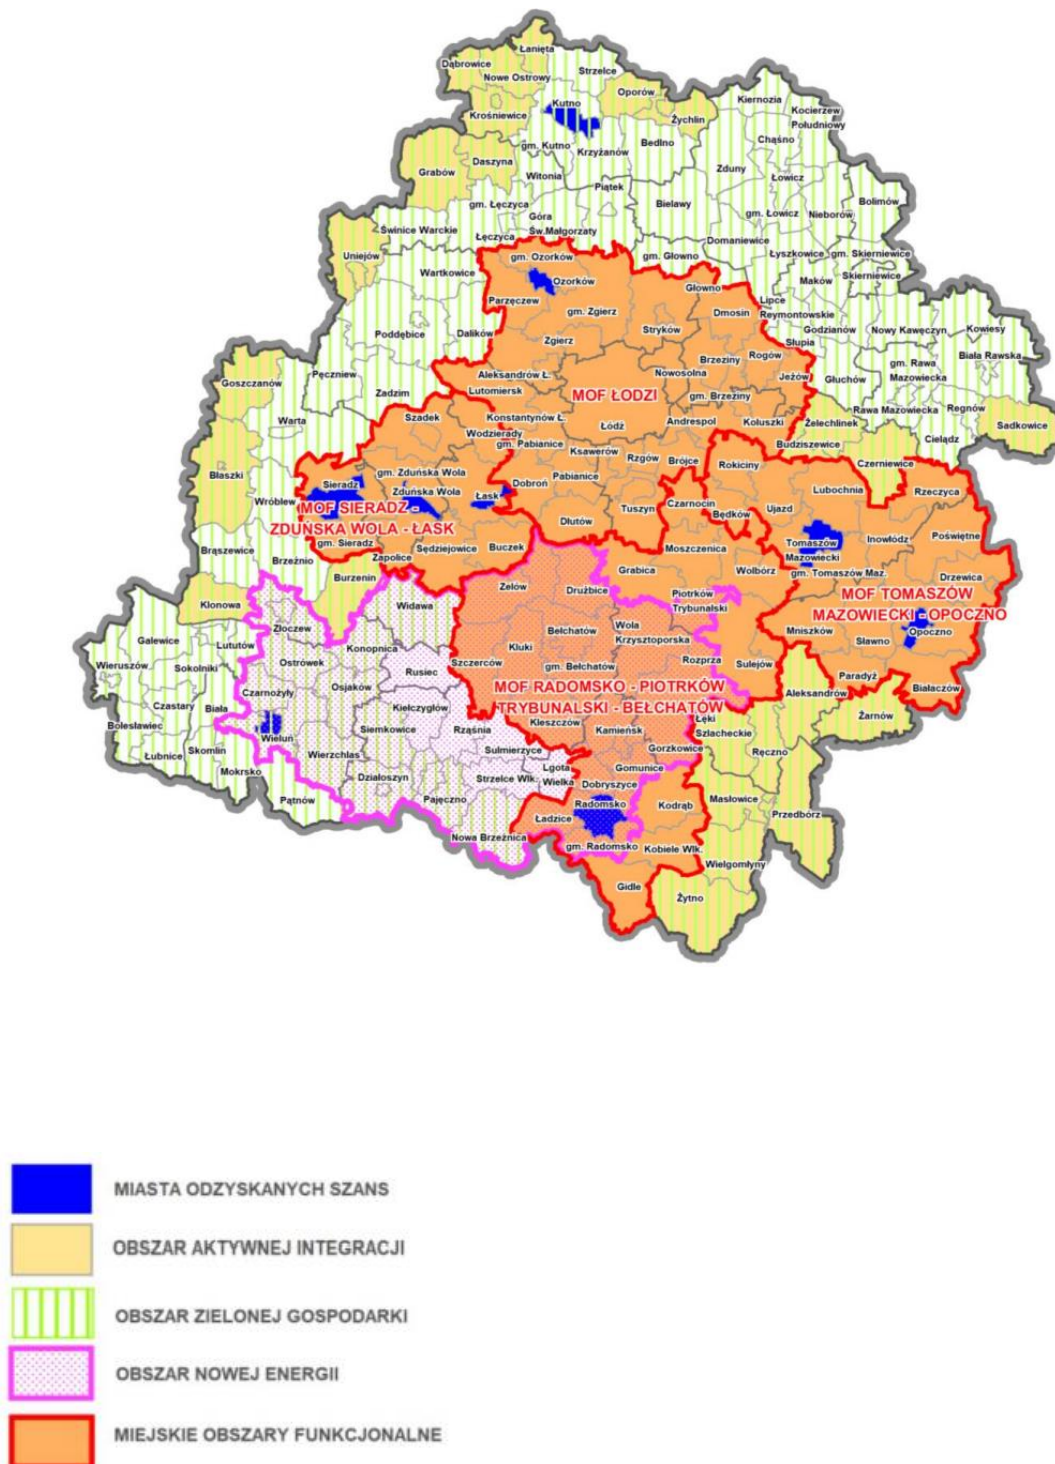 Łanięta
Dąbrowice
Strzelce
Nowe Ostrowy
Oporów
Kutno
Kiernozia
Kocierzew
Południowy
Krośniewice
Żychlin
Chąśno
gm. Kutno
Krzyżanów
Bedlno
Daszyna
Zduny
Grabów
Witonia
Łowicz
Piątek
Bolimów
gm. Łęczyca
Bielawy
Góra
Św.Małgorzaty
gm. Łowicz
Nieborów
Świnice Warckie
Łęczyca
Domaniewice
Uniejów
gm. Ozorków
gm. Głowno
Łyszkowice
gm. Skierniewice
Wartkowice
Ozorków
Skierniewice
Maków
Parzęczew
Głowno
Lipce
Reymontowskie
gm. Zgierz
Dmosin
Poddębice
Dalików
Stryków
Godzianów
Nowy Kawęczyn
Kowiesy
Zgierz
Słupia
Brzeziny
Rogów
Biała Rawska
Goszczanów
Pęczniew
Aleksandrów Ł.
Nowosolna
Jeżów
Głuchów
gm. Rawa
Mazowiecka
Zadzim
Lutomiersk
MOF ŁODZI
gm. Brzeziny
Regnów
Warta
Szadek
Konstantynów Ł.
Łódź
Andrespol
Koluszki
Żelechlinek
Rawa Mazowiecka
Sadkowice
Wodzierady
gm. Pabianice
Budziszewice
Cielądz
Ksawerów
Rzgów
Brójce
Rokiciny
Czerniewice
Błaszki
gm. Zduńska Wola
Sieradz
Zduńska Wola
Dobroń
Pabianice
Lubochnia
Rzeczyca
Wróblew
Łask
Tuszyn
Czarnocin
Ujazd
MOF SIERADZ -
ZDUŃSKA WOLA - ŁASK
Dłutów
Będków
Inowłódz
Poświętne
Tomaszów
Mazowiecki
gm. Sieradz
Sędziejowice
Buczek
Moszczenica
Brąszewice
Zapolice
Grabica
Wolbórz
gm. Tomaszów Maz.
Brzeźnio
Burzenin
Zelów
Drużbice
Piotrków
Trybunalski
Drzewica
Klonowa
Widawa
MOF TOMASZÓW
MAZOWIECKI - OPOCZNO
Złoczew
Bełchatów
Wola
Krzysztoporska
Mniszków
Opoczno
Galewice
Lututów
Konopnica
Kluki
Sławno
Wieruszów
Sokolniki
Ostrówek
Szczerców
gm. Bełchatów
Rozprza
Sulejów
Rusiec
Paradyż
Osjaków
MOF RADOMSKO - PIOTRKÓW
TRYBUNALSKI - BEŁCHATÓW
Aleksandrów
Białaczów
Czarnożyły
Kiełczygłów
Czastary
Biała
Bolesławiec
Siemkowice
Rząśnia
Kleszczów
Kamieńsk
Łęki
Szlacheckie
Żarnów
Wieluń
Skomlin
Łubnice
Wierzchlas
Sulmierzyce
Gorzkowice
Ręczno
Mokrsko
Działoszyn
Strzelce Wlk.
Lgota
Wielka
Gomunice
Dobryszyce
Pątnów
Pajęczno
Radomsko
Kodrąb
Masłowice
Przedbórz
Ładzice
Nowa Brzeźnica
gm. Radomsko
Kobiele Wlk.
Wielgomłyny
Gidle
Żytno
MIASTA ODZYSKANYCH SZANS
OBSZAR AKTYWNEJ INTEGRACJI
OBSZAR ZIELONEJ GOSPODARKI
OBSZAR NOWEJ ENERGII
MIEJSKIE OBSZARY FUNKCJONALNE